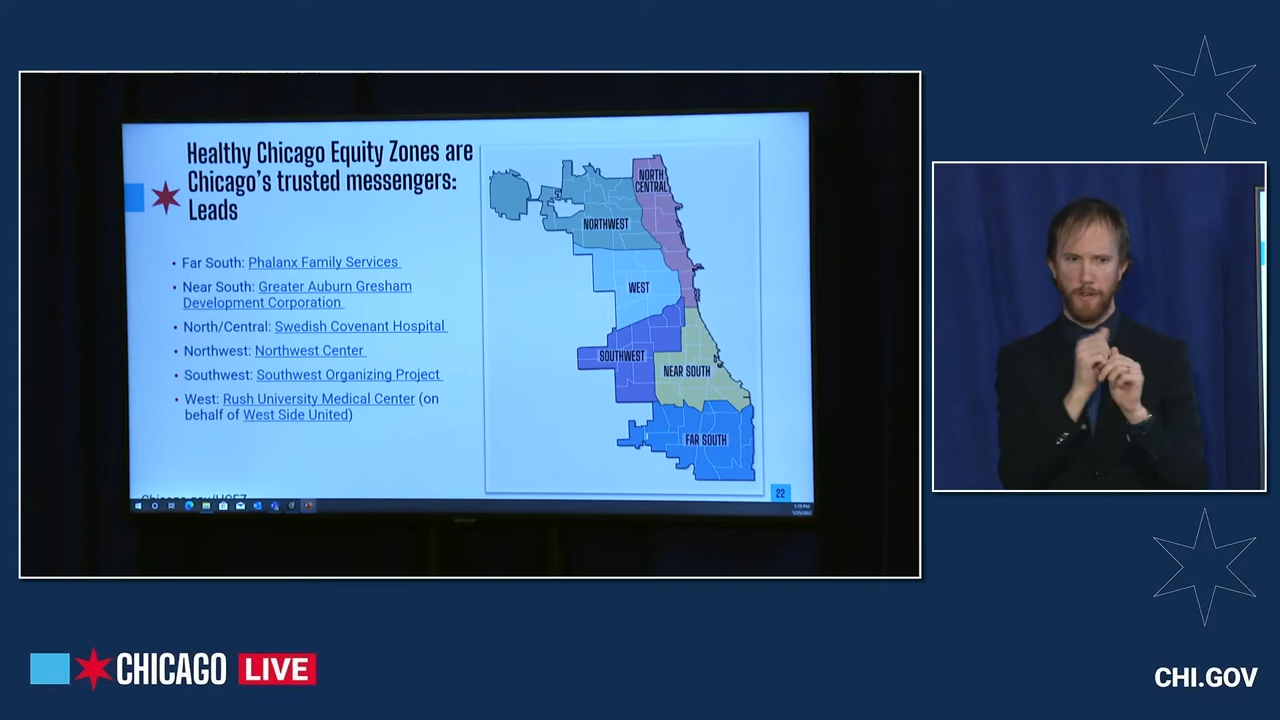 Healthy Chicago Equity Zones are
Chicago's trusted messengers:
Leads
• Far South: Phalanx Family Services
• Near South: Greater Auburn Gresham
Development Corporation
• North/Central: Swedish Covenant Hospital
• Northwest: Northwest Center
• Southwest: Southwest Organizing Project
• West: Rush University Medical Center (on
behalf of West Side United)
NORTH
CENTRAL
NORTHWEST
WEST
SOUTHWEST
NEAR SOUTH
FAR SOUTH
22
CHICAGO LIVE
CHI.GOV